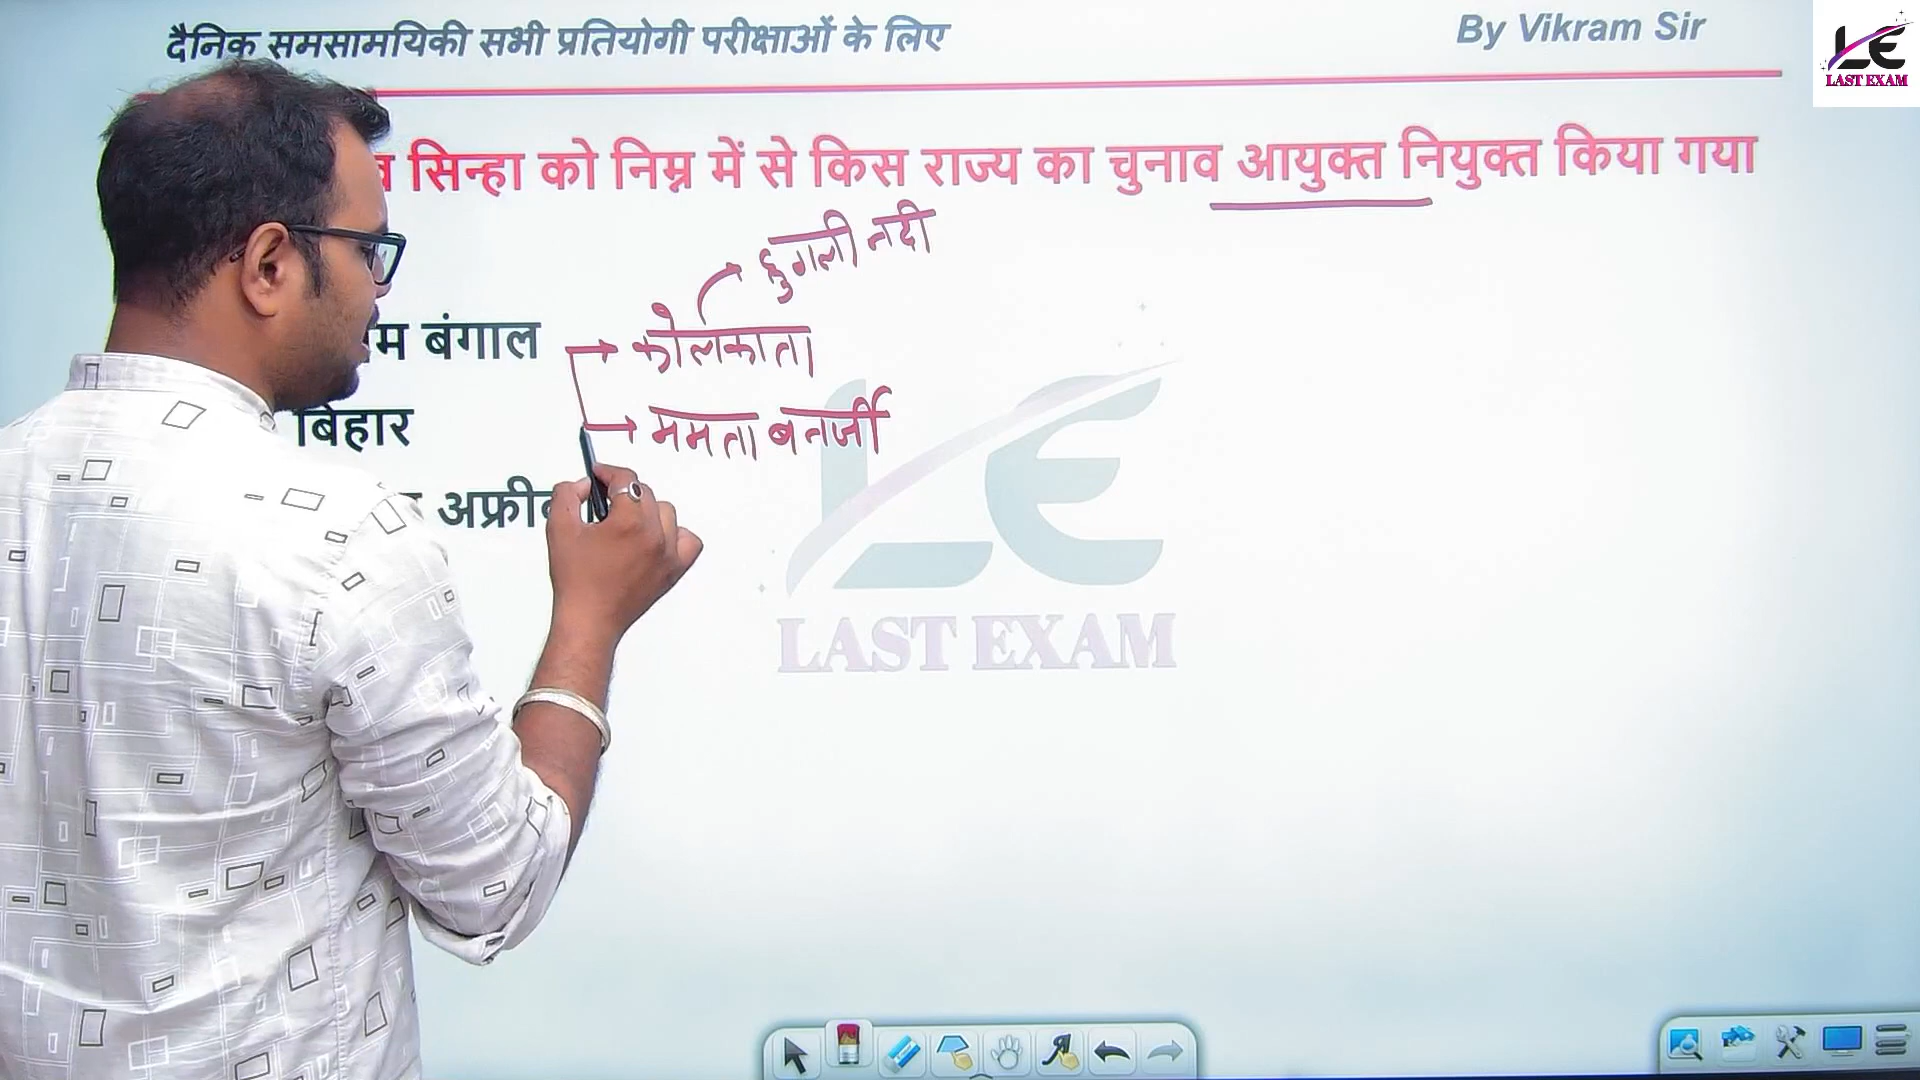 दैनिक समसामयिकी सभी प्रतियोगी परीक्षाओं के लिए
By Vikram Sir
LE
LAST EXAM
सिन्हा को निम्न में से किस राज्य का चुनाव आयुक्त नियुक्त किया गया
हुगली नदी
बंगाल
कोलकाता
बिहार
ममता बनर्जी
LE
LAST EXAM